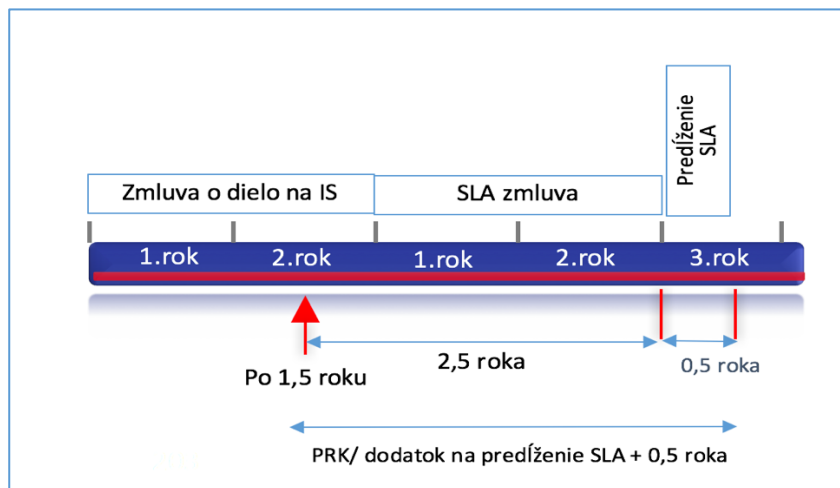 Predĺženie
SLA
Zmluva o dielo na IS
SLA zmluva
1.rok
2.rok
1.rok
2.rok
3.rok
Po 1,5 roku
2,5 roka
0,5 roka
PRK/ dodatok na predĺženie SLA + 0,5 roka